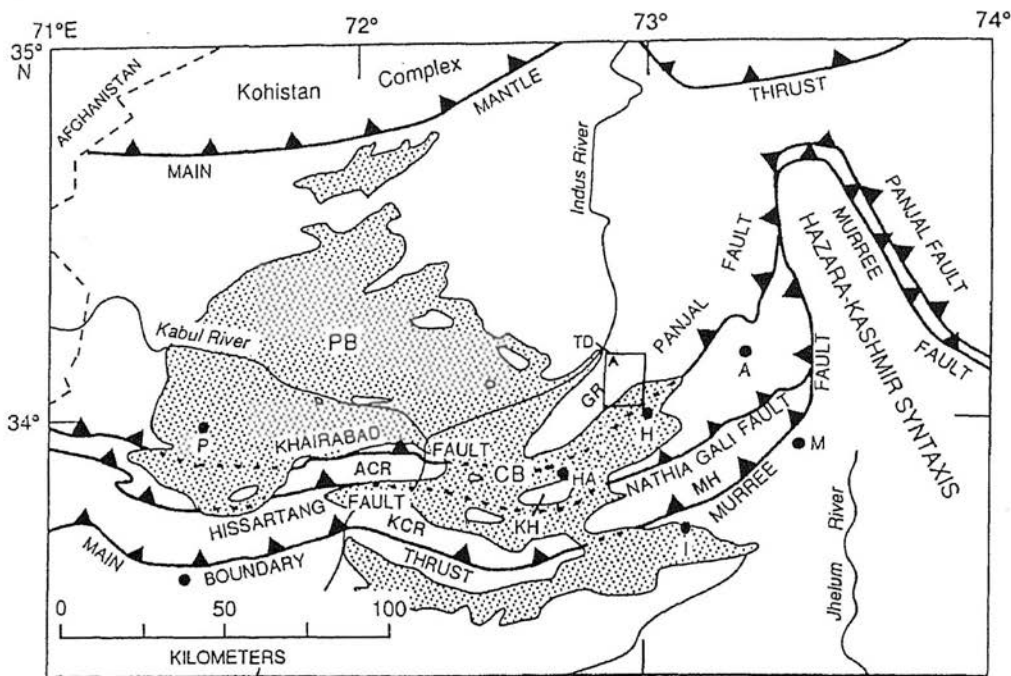 71°E 72° 73° 74°
35°
N
AFGHANISTAN
Kohistan Complex
MAIN MANTLE THRUST
Indus River
PANJAL FAULT
MURREE FAULT
PANJAL FAULT
HAZARA-KASHMIR SYNTAXIS
FAULT
Kabul River
PB
TD
A
GR
A
34°
P
KHAIRABAD FAULT
H
NATHIA GALI FAULT
M
ACR
CB
HA
MH
MURREE
HISSARTANG FAULT
KH
KCR
I
MAIN BOUNDARY THRUST
Jhelum River
0 50 100
KILOMETERS